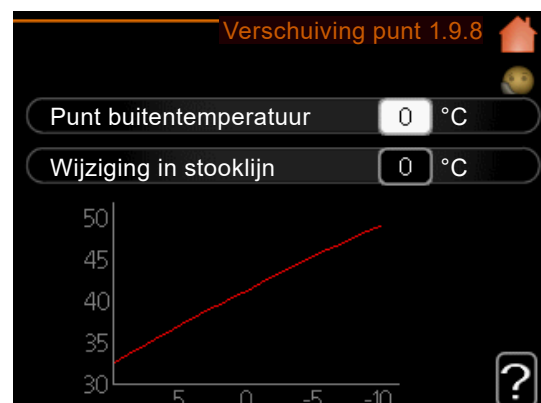 Verschuiving punt 1.9.8
Punt buitentemperatuur 0 °C
Wijziging in stooklijn 0 °C
50
45
40
35
30
5 0 -5 -10
?